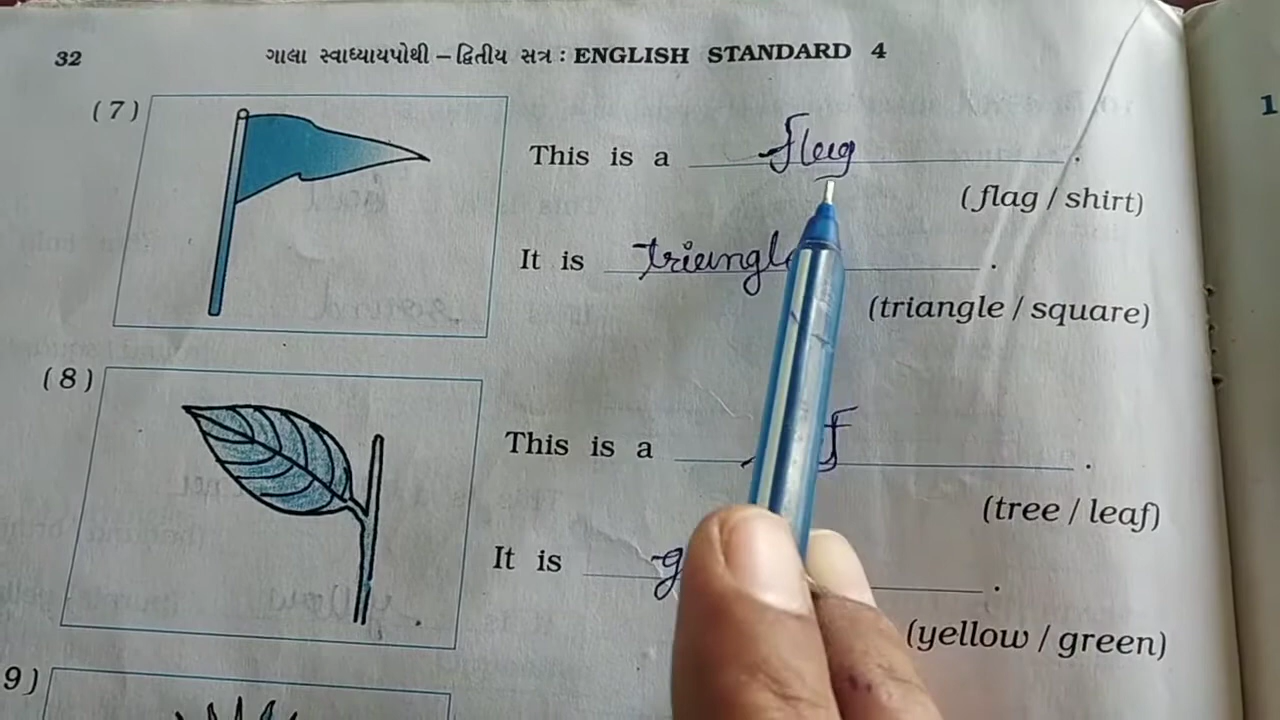 32 ગાલા સ્વાધ્યાયપોથી – દ્વિતીય સત્ર : ENGLISH STANDARD 4
(7)
This is a flag.
(flag / shirt)
It is triangle.
(triangle / square)
(8)
This is a .
(tree / leaf)
It is .
(yellow / green)
9)
1